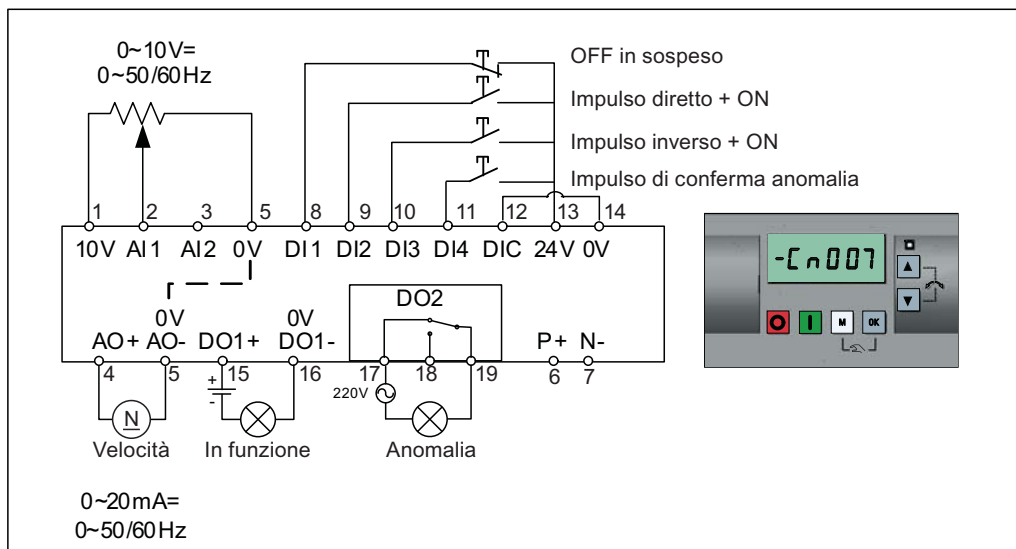 0~10V=
0~50/60Hz
OFF in sospeso
Impulso diretto + ON
Impulso inverso + ON
Impulso di conferma anomalia
1 2 3 5 8 9 10 11 12 13 14
10V AI1 AI2 0V DI1 DI2 DI3 DI4 DIC 24V 0V
-Cn007
M OK
DO2
0V 0V
AO+ AO- DO1+ DO1- P+ N-
4 5 15 16 17 18 19 6 7
+
-
220V
N
Velocità In funzione Anomalia
0~20mA=
0~50/60Hz